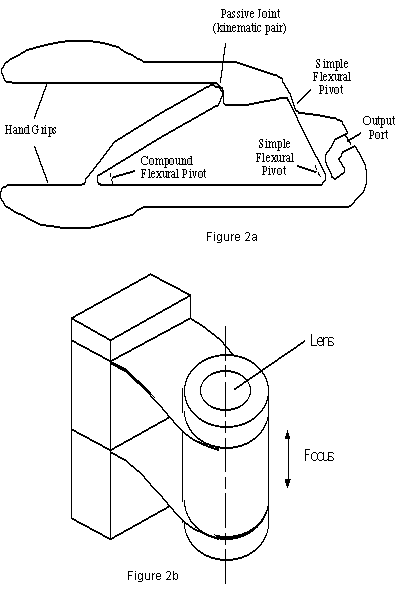 Passive Joint
(kinematic pair)
Simple
Flexural
Pivot
Output
Port
Hand Grips
Simple
Flexural
Pivot
Compound
Flexural Pivot
Figure 2a
Lens
Focus
Figure 2b